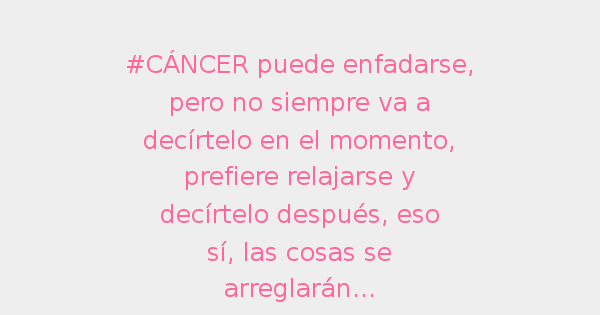 #CÁNCER puede enfadarse,
pero no siempre va a
decírtelo en el momento,
prefiere relajarse y
decírtelo después, eso
sí, las cosas se
arreglarán...